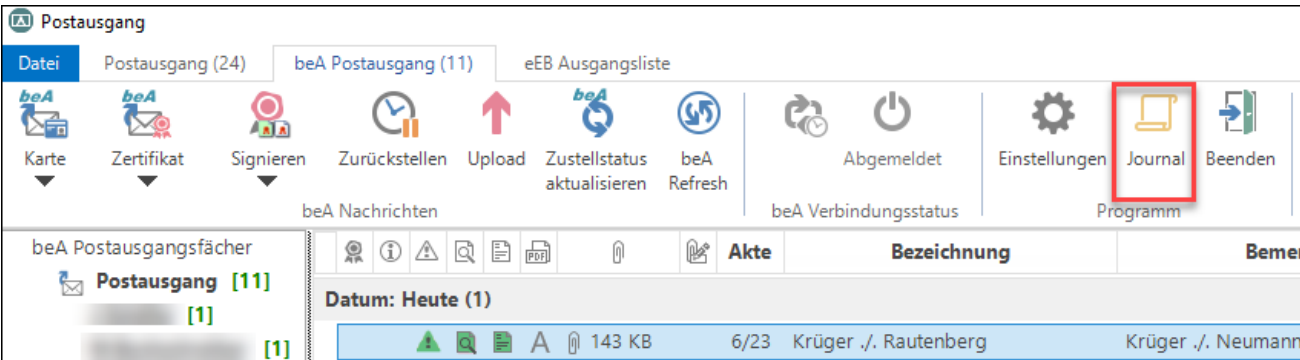 Postausgang
Datei Postausgang (24) beA Postausgang (11) eEB Ausgangsliste
beA beA beA
Karte Zertifikat Signieren Zurückstellen Upload Zustellstatus aktualisieren beA Refresh Abgemeldet Einstellungen Journal Beenden
beA Nachrichten beA Verbindungsstatus Programm
beA Postausgangsfächer PDF Akte Bezeichnung Bemer
Postausgang [11]
Datum: Heute (1)
[1]
A 143 KB 6/23 Krüger ./. Rautenberg Krüger ./. Neumann
[1]